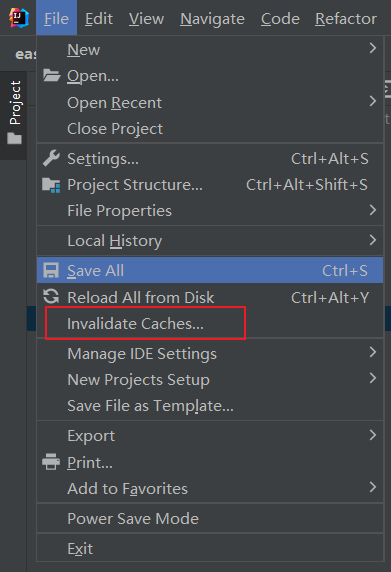 IJ
File Edit View Navigate Code Refactor
eas
Project
New
Open...
Open Recent
Close Project
Settings... Ctrl+Alt+S
Project Structure... Ctrl+Alt+Shift+S
File Properties
Local History
Save All Ctrl+S
Reload All from Disk Ctrl+Alt+Y
Invalidate Caches...
Manage IDE Settings
New Projects Setup
Save File as Template...
Export
Print...
Add to Favorites
Power Save Mode
Exit